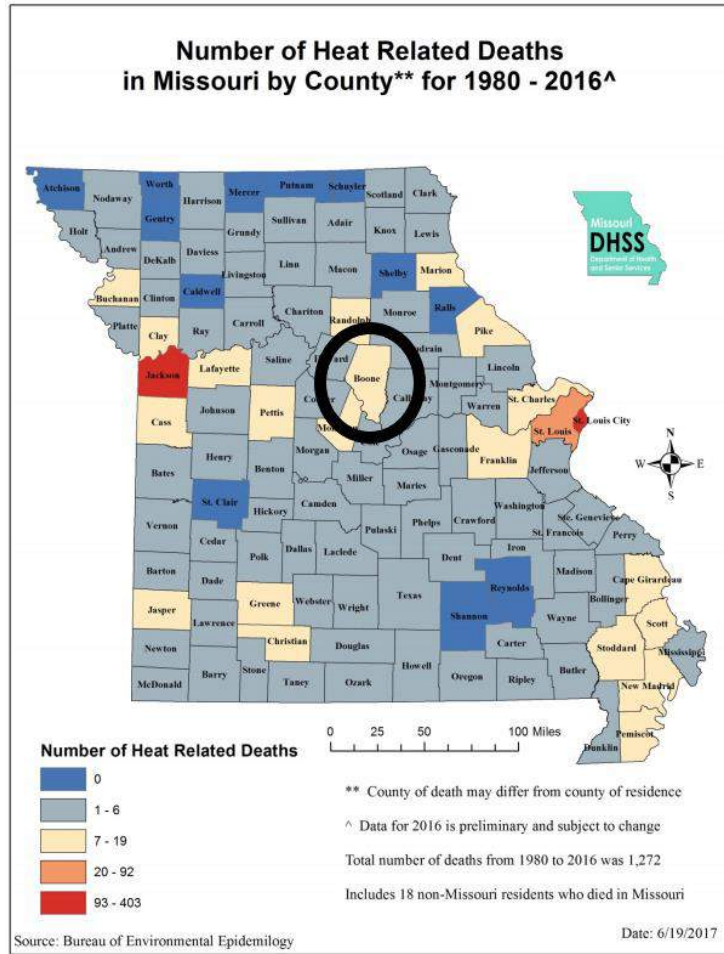 Number of Heat Related Deaths
in Missouri by County** for 1980 - 2016^
Missouri
DHSS
Department of Health
and Senior Services
Atchison
Nodaway
Worth
Gentry
Harrison
Mercer
Putnam
Schuyler
Scotland
Clark
Holt
Andrew
DeKalb
Daviess
Grundy
Sullivan
Adair
Knox
Lewis
Buchanan
Clinton
Caldwell
Livingston
Linn
Macon
Shelby
Marion
Platte
Clay
Ray
Carroll
Chariton
Randolph
Monroe
Ralls
Pike
Jackson
Lafayette
Saline
Boone
Lincoln
Montgomery
Warren
St. Charles
St. Louis
St. Louis City
Cass
Johnson
Pettis
Morgan
Osage
Gasconade
Franklin
Jefferson
Bates
Henry
Benton
Miller
Maries
St. Clair
Hickory
Camden
Pulaski
Phelps
Crawford
Washington
Ste. Genevieve
St. Francois
Perry
Vernon
Cedar
Polk
Dallas
Laclede
Dent
Iron
Madison
Cape Girardeau
Bollinger
Barton
Dade
Greene
Webster
Wright
Texas
Reynolds
Shannon
Wayne
Scott
Stoddard
Mississippi
Jasper
Lawrence
Christian
Douglas
Howell
Carter
Butler
New Madrid
Newton
McDonald
Barry
Stone
Taney
Ozark
Oregon
Ripley
Pemiscot
Dunklin
N
W
E
S
0 25 50 100 Miles
Number of Heat Related Deaths
0
1 - 6
7 - 19
20 - 92
93 - 403
** County of death may differ from county of residence
^ Data for 2016 is preliminary and subject to change
Total number of deaths from 1980 to 2016 was 1,272
Includes 18 non-Missouri residents who died in Missouri
Source: Bureau of Environmental Epidemilogy
Date: 6/19/2017